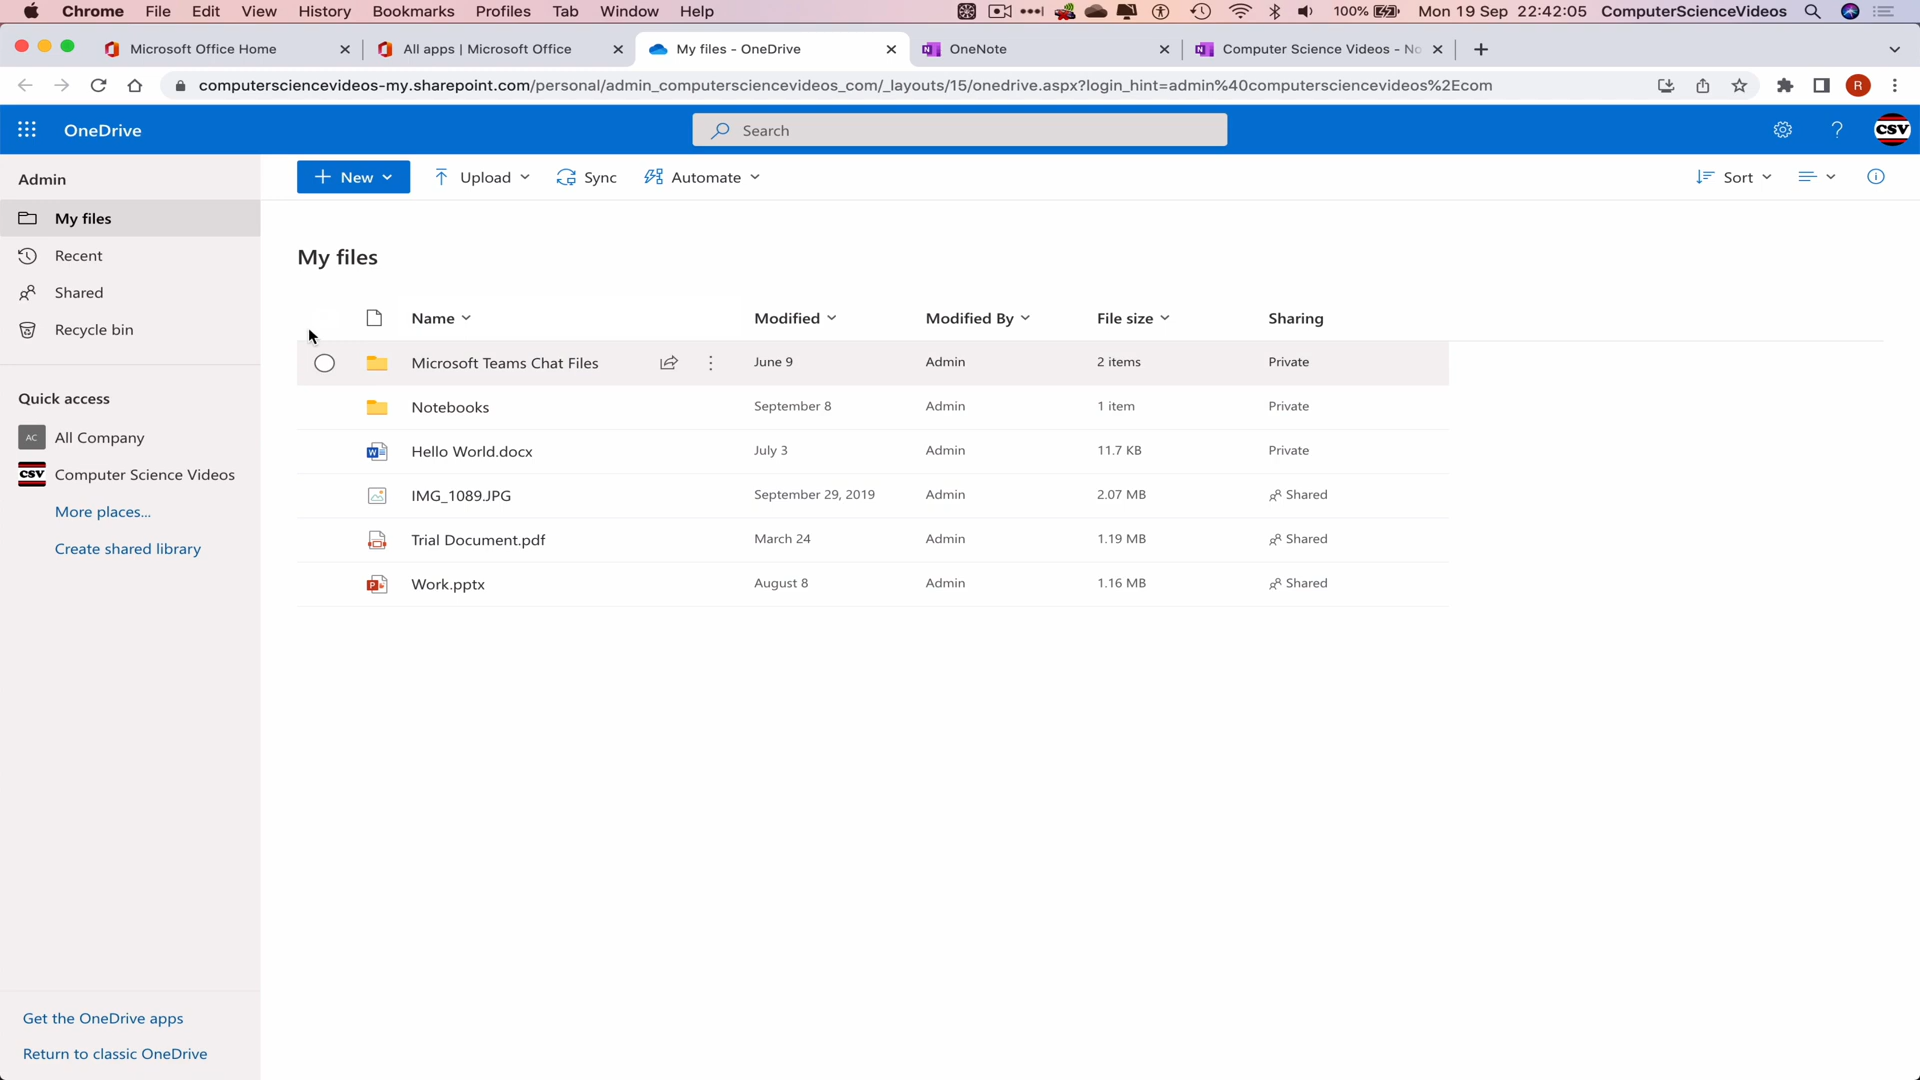 Chrome File Edit View History Bookmarks Profiles Tab Window Help 100% Mon 19 Sep 22:42:05 ComputerScienceVideos
Microsoft Office Home All apps | Microsoft Office My files - OneDrive OneNote Computer Science Videos - No
computersciencevideos-my.sharepoint.com/personal/admin_computersciencevideos_com/_layouts/15/onedrive.aspx?login_hint=admin%40computersciencevideos%2Ecom R
OneDrive Search ? CSV
Admin
New Upload Sync Automate Sort
My files
Recent
Shared
Recycle bin
Quick access
AC All Company
CSV Computer Science Videos
More places...
Create shared library
Get the OneDrive apps
Return to classic OneDrive
My files
Name Modified Modified By File size Sharing
Microsoft Teams Chat Files June 9 Admin 2 items Private
Notebooks September 8 Admin 1 item Private
Hello World.docx July 3 Admin 11.7 KB Private
IMG_1089.JPG September 29, 2019 Admin 2.07 MB Shared
Trial Document.pdf March 24 Admin 1.19 MB Shared
Work.pptx August 8 Admin 1.16 MB Shared